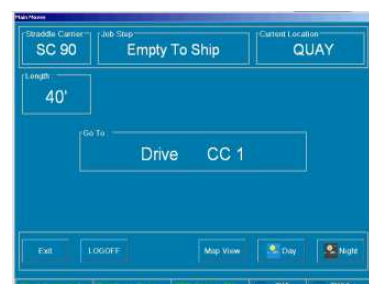 Main Moves
Straddle Carrier Job Step Current Location
SC 90 Empty To Ship QUAY
Length
40'
Go To
Drive CC 1
Exit LOGOFF Map View Day Night